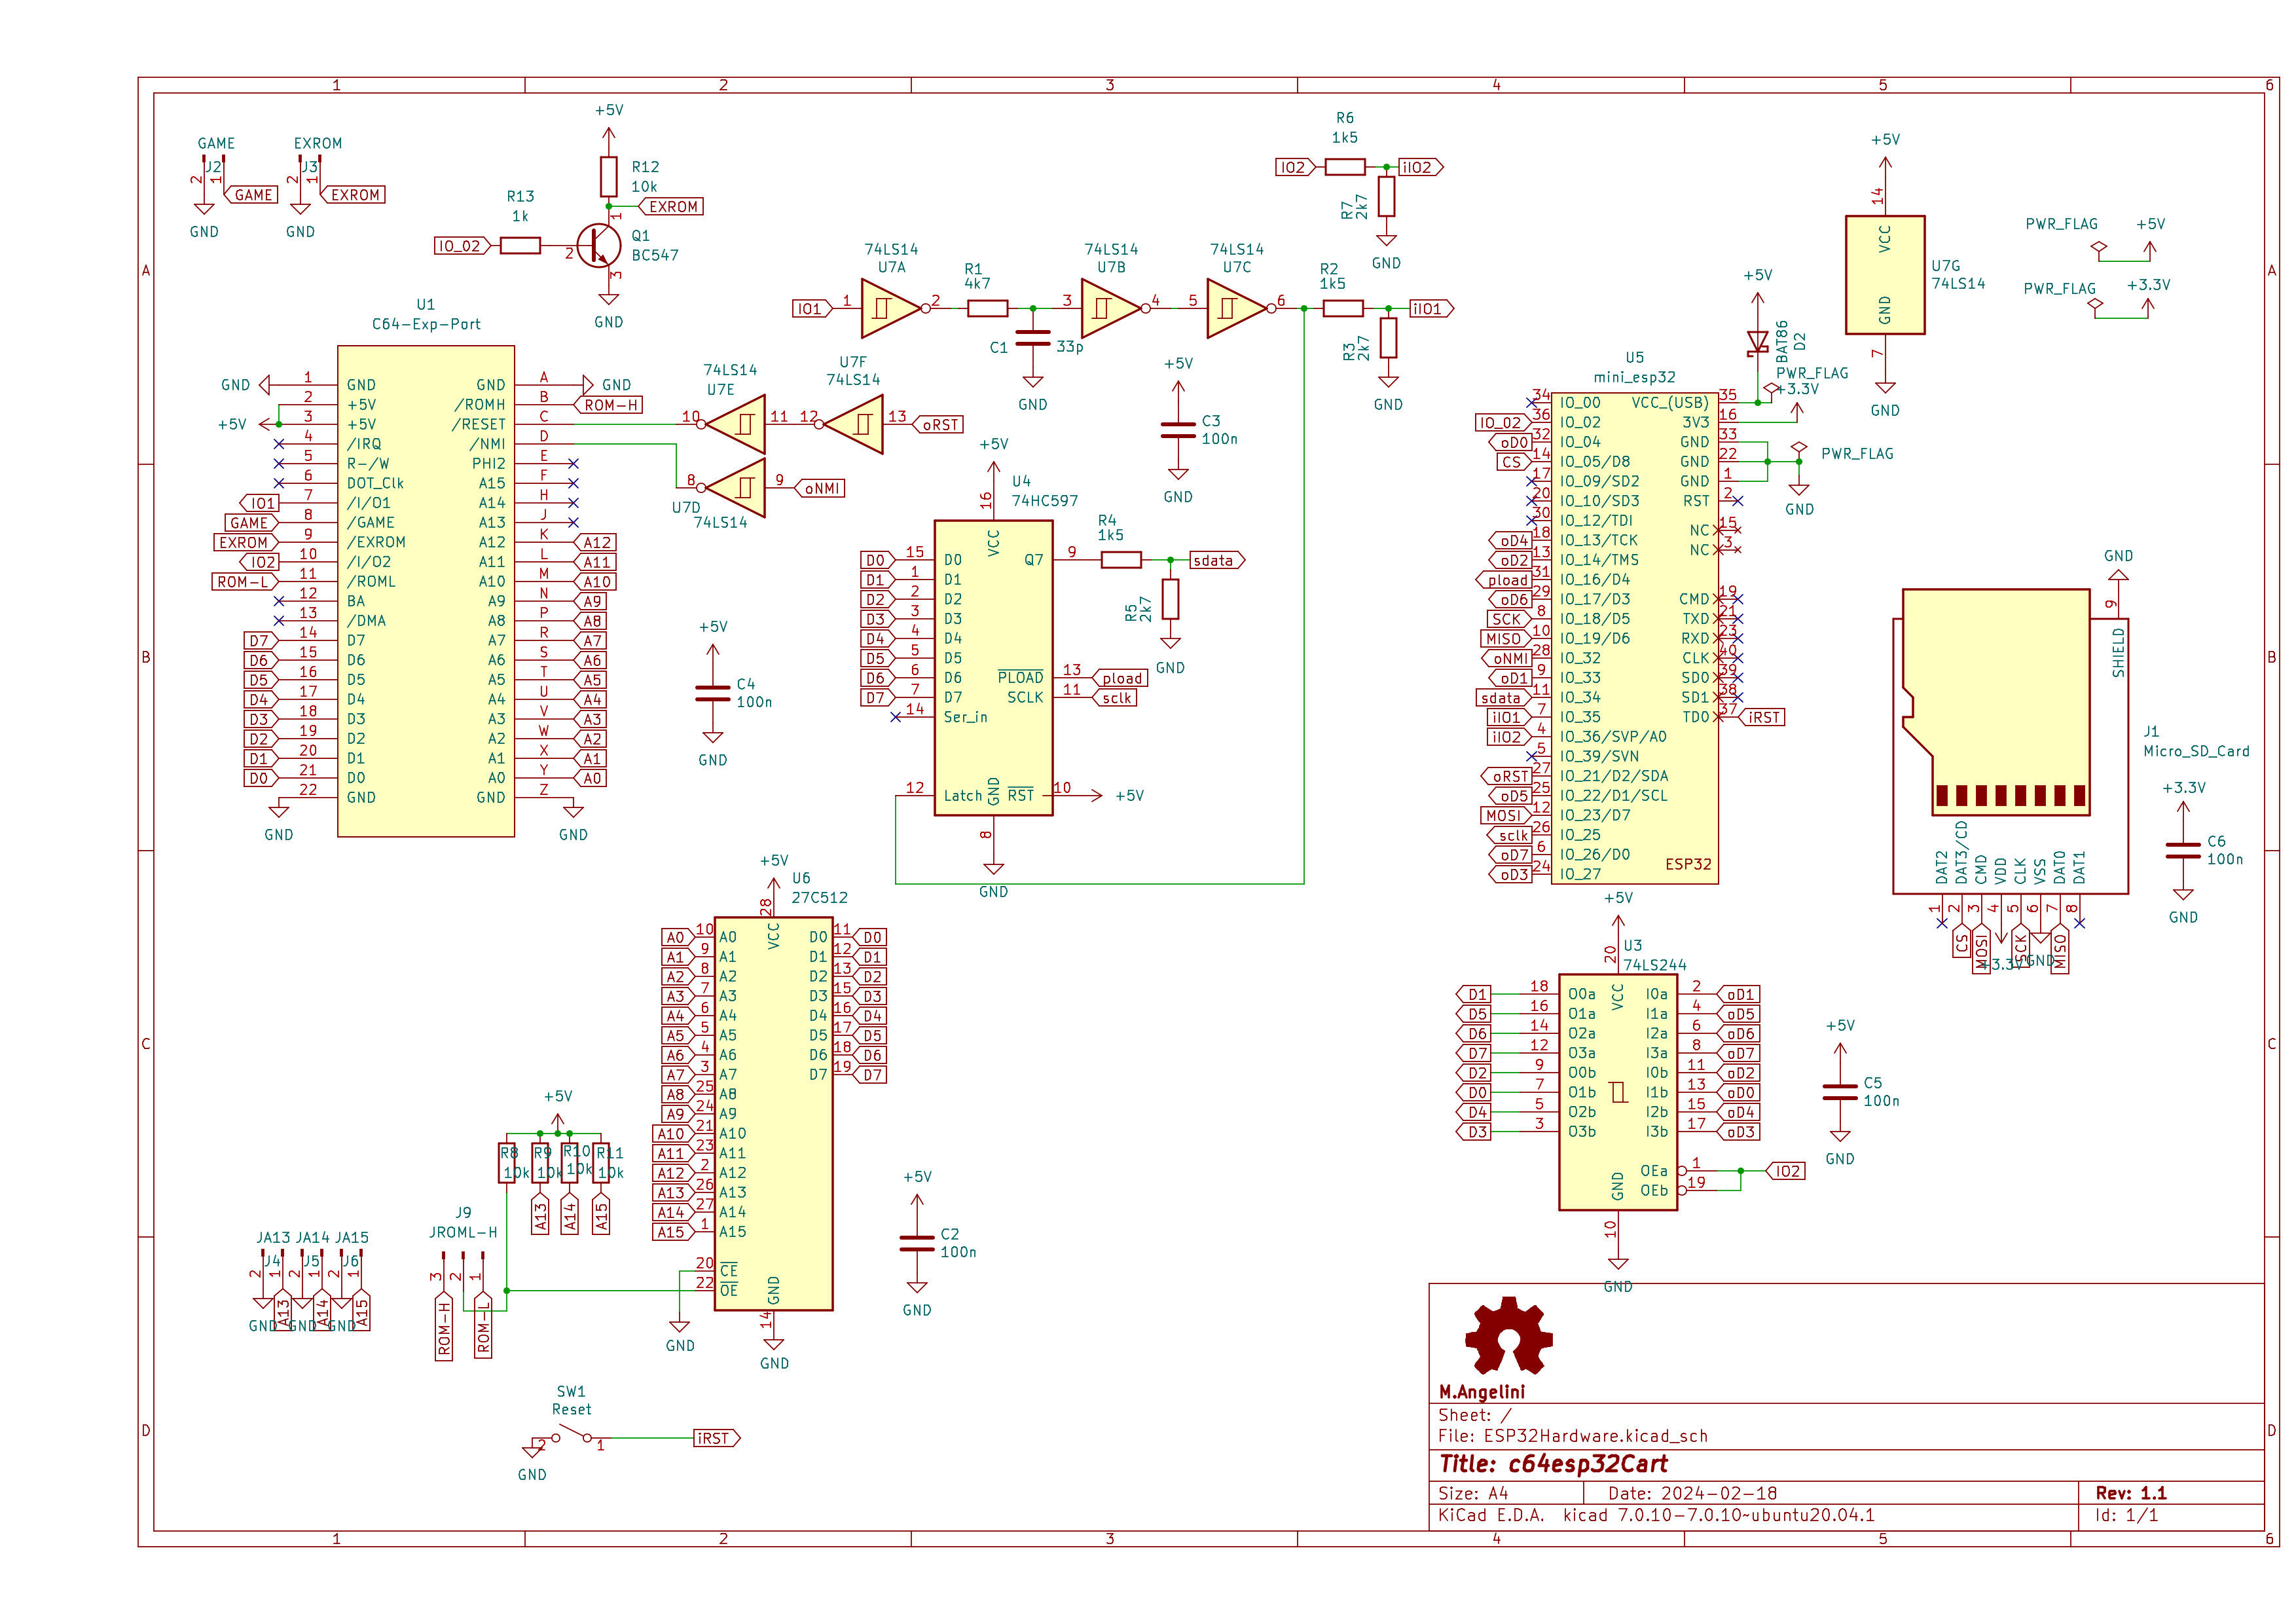 1 2 3 4 5 6
A
B
C
D
GAME
J2
2 1
GAME
GND
EXROM
J3
2 1
EXROM
GND
+5V
R12
10k
EXROM
R13
1k
IO_02
1
2
3
Q1
BC547
GND
U1
C64-Exp-Port
GND 1 GND
+5V 2 +5V
3 +5V
4 /IRQ
5 R-/W
6 DOT_Clk
IO1 7 /I/O1
GAME 8 /GAME
EXROM 9 /EXROM
IO2 10 /I/O2
ROM-L 11 /ROML
12 BA
13 /DMA
D7 14 D7
D6 15 D6
D5 16 D5
D4 17 D4
D3 18 D3
D2 19 D2
D1 20 D1
D0 21 D0
22 GND
GND
GND A GND
/ROMH B ROM-H
/RESET C
/NMI D
PHI2 E
A15 F
A14 H
A13 J
A12 K A12
A11 L A11
A10 M A10
A9 N A9
A8 P A8
A7 R A7
A6 S A6
A5 T A5
A4 U A4
A3 V A3
A2 W A2
A1 X A1
A0 Y A0
GND Z
GND
74LS14
U7E
10 11
U7F
74LS14
12 13
oRST
8 9
oNMI
U7D
74LS14
IO1
1 2
74LS14
U7A
R1
4k7
C1
33p
GND
74LS14
U7B
3 4
74LS14
U7C
5 6
R2
1k5
iIO1
R3
2k7
GND
R6
1k5
IO2
iIO2
R7
2k7
GND
+5V
C3
100n
GND
+5V
U4
74HC597
16
VCC
D0 15 D0
D1 1 D1
D2 2 D2
D3 3 D3
D4 4 D4
D5 5 D5
D6 6 D6
D7 7 D7
14 Ser_in
12 Latch
Q7 9
PLOAD 13 pload
SCLK 11 sclk
RST 10 +5V
GND
8
GND
R4
1k5
sdata
R5
2k7
GND
+5V
C4
100n
GND
U5
mini_esp32
34 IO_00
IO_02 36 IO_02
oD0 32 IO_04
CS 14 IO_05/D8
17 IO_09/SD2
20 IO_10/SD3
30 IO_12/TDI
oD4 18 IO_13/TCK
oD2 13 IO_14/TMS
pload 31 IO_16/D4
oD6 29 IO_17/D3
SCK 8 IO_18/D5
MISO 10 IO_19/D6
oNMI 28 IO_32
oD1 9 IO_33
sdata 11 IO_34
iIO1 7 IO_35
iIO2 4 IO_36/SVP/A0
5 IO_39/SVN
oRST 27 IO_21/D2/SDA
oD5 25 IO_22/D1/SCL
MOSI 12 IO_23/D7
sclk 26 IO_25
oD7 6 IO_26/D0
oD3 24 IO_27
ESP32
VCC_(USB) 35
3V3 16
GND 33
GND 22
GND 1
RST 2
NC 15
NC 3
CMD 19
TXD 21
RXD 23
CLK 40
SD0 39
SD1 38
TD0 37 iRST
+5V
BAT86
D2
PWR_FLAG
+3.3V
PWR_FLAG
GND
+5V
14
VCC
GND
7
U7G
74LS14
GND
PWR_FLAG +5V
PWR_FLAG +3.3V
GND
9
SHIELD
J1
Micro_SD_Card
DAT2
DAT3/CD
CMD
VDD
CLK
VSS
DAT0
DAT1
1 2 3 4 5 6 7 8
CS
MOSI
+3.3V
SCK
GND
MISO
+3.3V
C6
100n
GND
+5V
U6
27C512
28
VCC
A0 10 A0
A1 9 A1
A2 8 A2
A3 7 A3
A4 6 A4
A5 5 A5
A6 4 A6
A7 3 A7
A8 25 A8
A9 24 A9
A10 21 A10
A11 23 A11
A12 2 A12
A13 26 A13
A14 27 A14
A15 1 A15
20 CE
22 OE
D0 11 D0
D1 12 D1
D2 13 D2
D3 15 D3
D4 16 D4
D5 17 D5
D6 18 D6
D7 19 D7
GND
14
GND
GND
+5V
R8 R9 R10 R11
10k 10k 10k 10k
A13
A14
A15
J9
JROML-H
3 2 1
ROM-H
ROM-L
JA13 JA14 JA15
J4 J5 J6
2 1 2 1 2 1
A13
A14
A15
GND GND GND
+5V
C2
100n
GND
SW1
Reset
2 1
iRST
GND
+5V
U3
74LS244
20
VCC
D1 18 O0a
D5 16 O1a
D6 14 O2a
D7 12 O3a
D2 9 O0b
D0 7 O1b
D4 5 O2b
D3 3 O3b
I0a 2 oD1
I1a 4 oD5
I2a 6 oD6
I3a 8 oD7
I0b 11 oD2
I1b 13 oD0
I2b 15 oD4
I3b 17 oD3
OEa 1 IO2
OEb 19
GND
10
GND
+5V
C5
100n
GND
M.Angelini
Sheet: /
File: ESP32Hardware.kicad_sch
Title: c64esp32Cart
Size: A4 Date: 2024-02-18 Rev: 1.1
KiCad E.D.A. kicad 7.0.10-7.0.10~ubuntu20.04.1 Id: 1/1
A
B
C
D
1 2 3 4 5 6